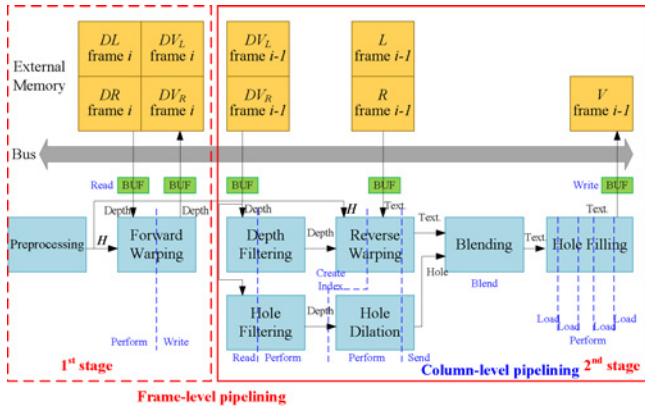 External
Memory
DL
frame i
DV_L
frame i
DR
frame i
DV_R
frame i
DV_L
frame i-1
DV_R
frame i-1
L
frame i-1
R
frame i-1
V
frame i-1
Bus
Read
BUF
BUF
BUF
BUF
Write
BUF
Depth
Depth
Depth
H
Text.
Text.
Preprocessing
H
Forward
Warping
Depth
Filtering
Depth
Reverse
Warping
Text.
Blending
Text.
Hole Filling
Create
Index
Hole
Blend
Hole
Filtering
Depth
Hole
Dilation
Load
Load
Load
Load
Perform
Perform
Write
Read
Perform
Perform
Send
1st stage
Column-level pipelining
2nd stage
Frame-level pipelining